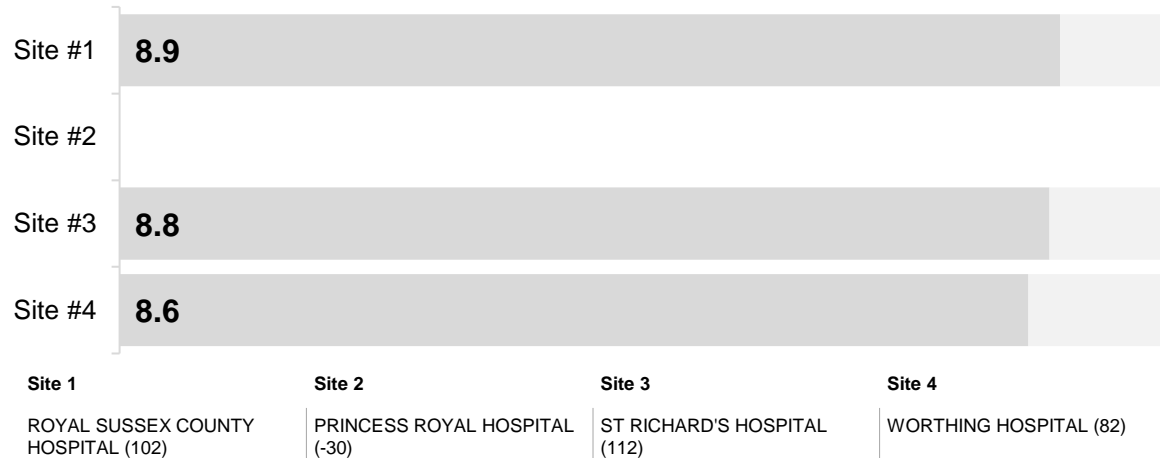 Site #1 8.9
Site #2
Site #3 8.8
Site #4 8.6
Site 1 Site 2 Site 3 Site 4
ROYAL SUSSEX COUNTY
HOSPITAL (102)
PRINCESS ROYAL HOSPITAL
(-30)
ST RICHARD'S HOSPITAL
(112)
WORTHING HOSPITAL (82)